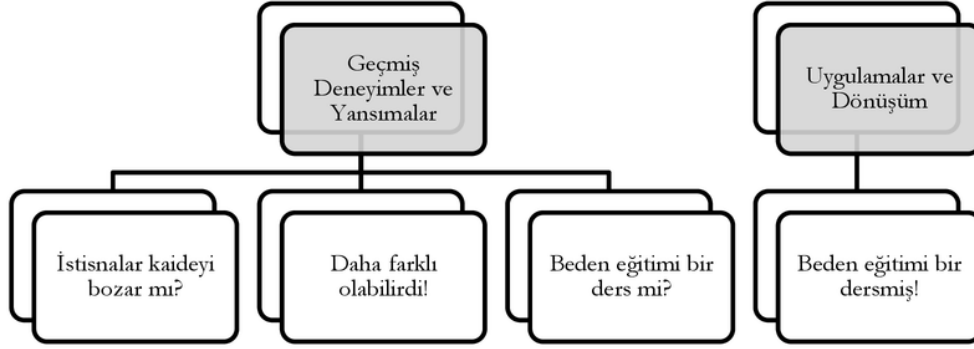 Geçmiş
Deneyimler ve
Yansımalar
Uygulamalar ve
Dönüşüm
İstisnalar kaideyi
bozar mı?
Daha farklı
olabilirdi!
Beden eğitimi bir
ders mi?
Beden eğitimi bir
dersmiş!